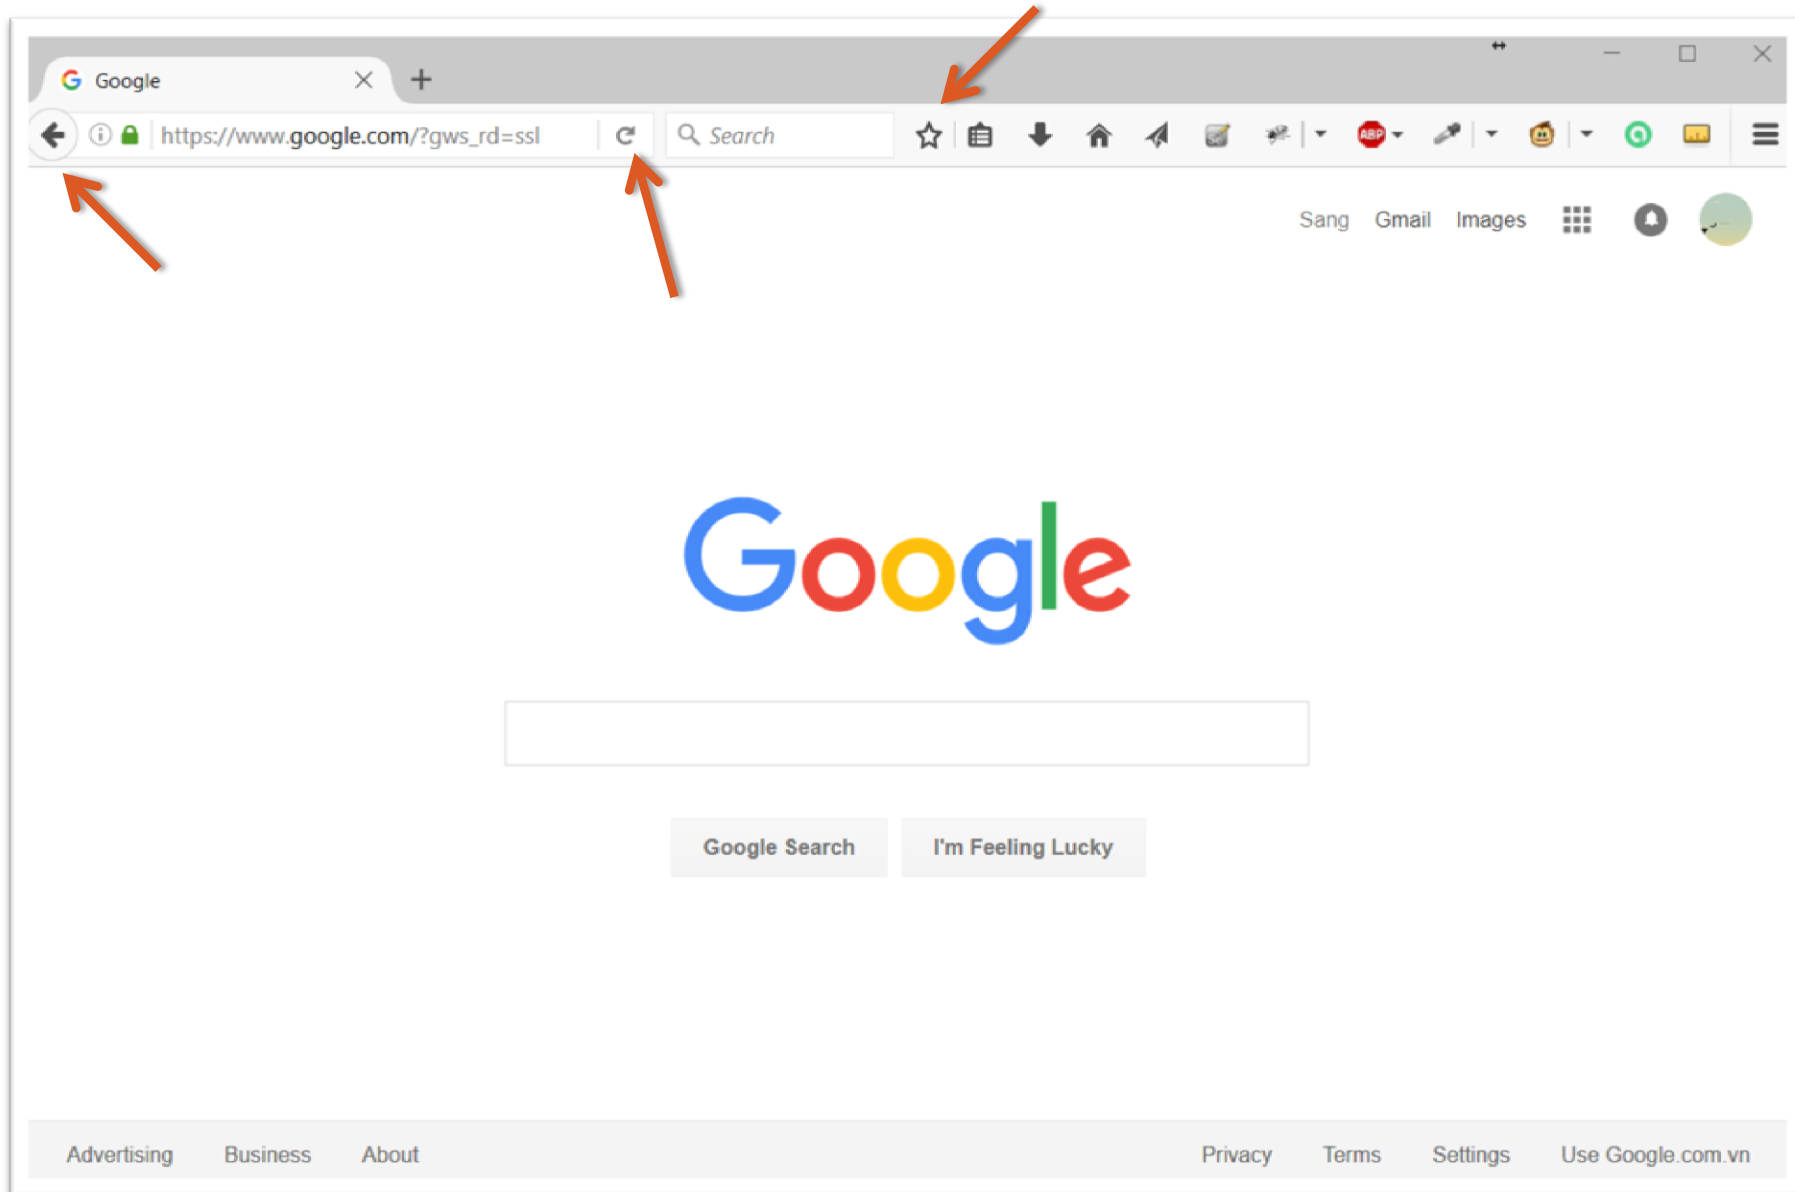 Google
https://www.google.com/?gws_rd=ssl
Search
ABP
Sang Gmail Images
Google
Google Search I'm Feeling Lucky
Advertising Business About Privacy Terms Settings Use Google.com.vn